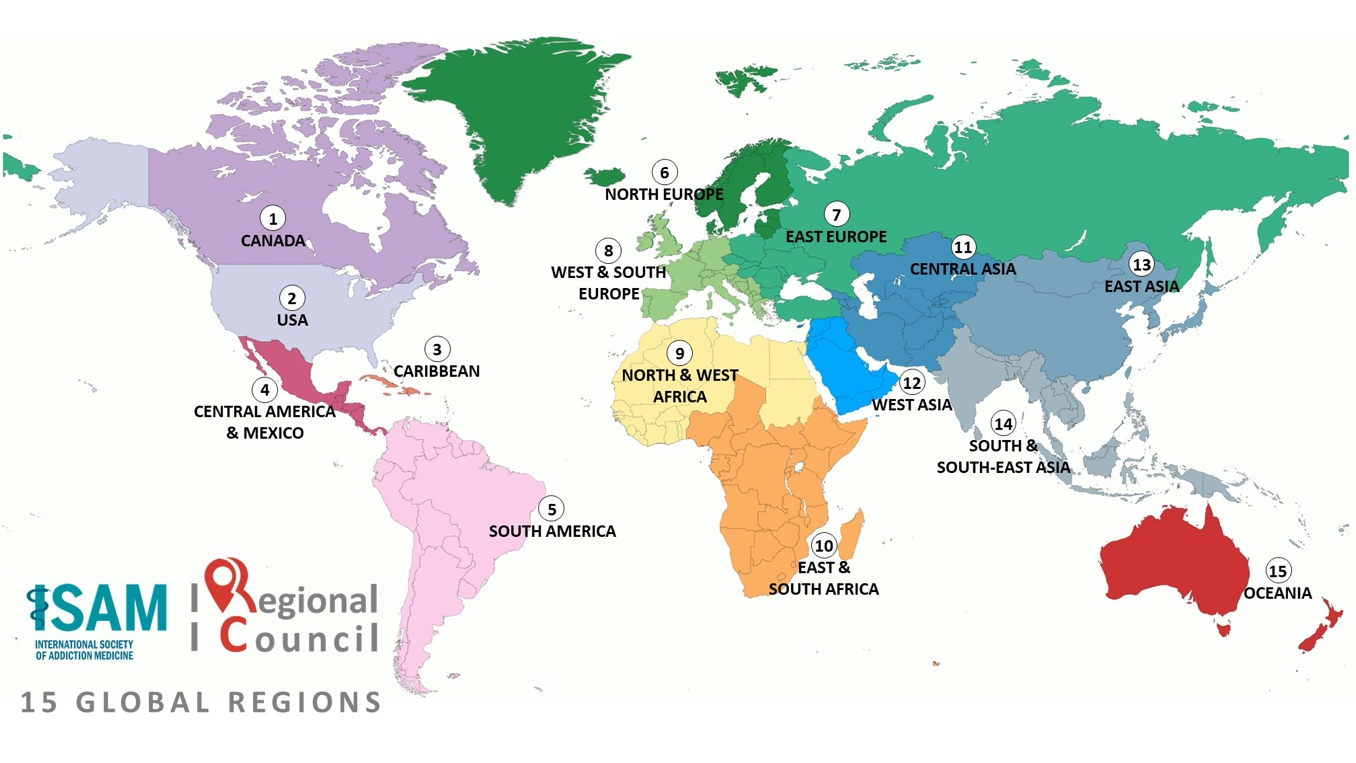 1
CANADA
2
USA
3
CARIBBEAN
4
CENTRAL AMERICA
& MEXICO
5
SOUTH AMERICA
6
NORTH EUROPE
7
EAST EUROPE
8
WEST & SOUTH
EUROPE
9
NORTH & WEST
AFRICA
10
EAST &
SOUTH AFRICA
11
CENTRAL ASIA
12
WEST ASIA
13
EAST ASIA
14
SOUTH &
SOUTH-EAST ASIA
15
OCEANIA
ISAM
INTERNATIONAL SOCIETY
OF ADDICTION MEDICINE
Regional
Council
15 GLOBAL REGIONS